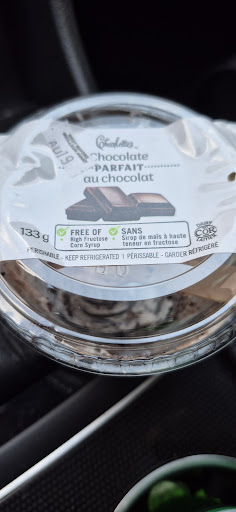 Chocolate
PARFAIT
au chocolat
133 g
FREE OF
High Fructose
Corn Syrup
SANS
Sirop de maïs à haute
teneur en fructose
COR
PERISHABLE - KEEP REFRIGERATED | PÉRISSABLE - GARDER RÉFRIGÉRÉ